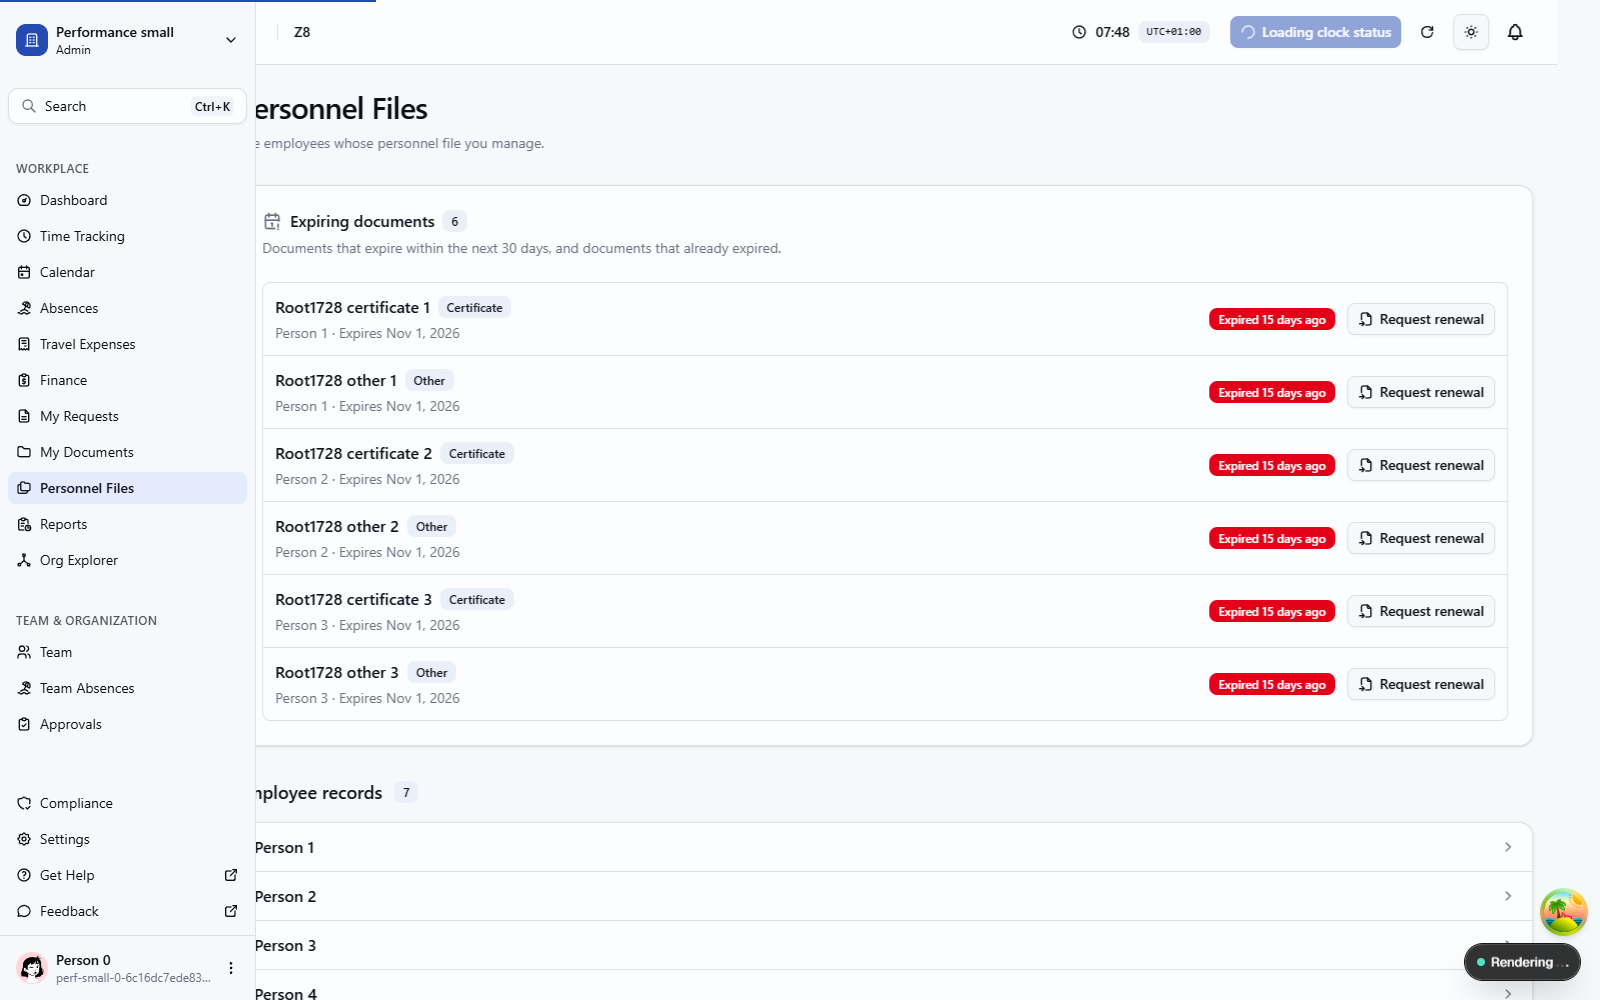 Performance small
Admin
Search
Ctrl+K
WORKPLACE
Dashboard
Time Tracking
Calendar
Absences
Travel Expenses
Finance
My Requests
My Documents
Personnel Files
Reports
Org Explorer
TEAM & ORGANIZATION
Team
Team Absences
Approvals
Compliance
Settings
Get Help
Feedback
Person 0
perf-small-0-6c16dc7ede83...
Z8
07:48 UTC+01:00
Loading clock status
ersonnel Files
e employees whose personnel file you manage.
Expiring documents 6
Documents that expire within the next 30 days, and documents that already expired.
Root1728 certificate 1 Certificate
Person 1 · Expires Nov 1, 2026
Expired 15 days ago Request renewal
Root1728 other 1 Other
Person 1 · Expires Nov 1, 2026
Expired 15 days ago Request renewal
Root1728 certificate 2 Certificate
Person 2 · Expires Nov 1, 2026
Expired 15 days ago Request renewal
Root1728 other 2 Other
Person 2 · Expires Nov 1, 2026
Expired 15 days ago Request renewal
Root1728 certificate 3 Certificate
Person 3 · Expires Nov 1, 2026
Expired 15 days ago Request renewal
Root1728 other 3 Other
Person 3 · Expires Nov 1, 2026
Expired 15 days ago Request renewal
mployee records 7
Person 1
Person 2
Person 3
Person 4
Rendering ...